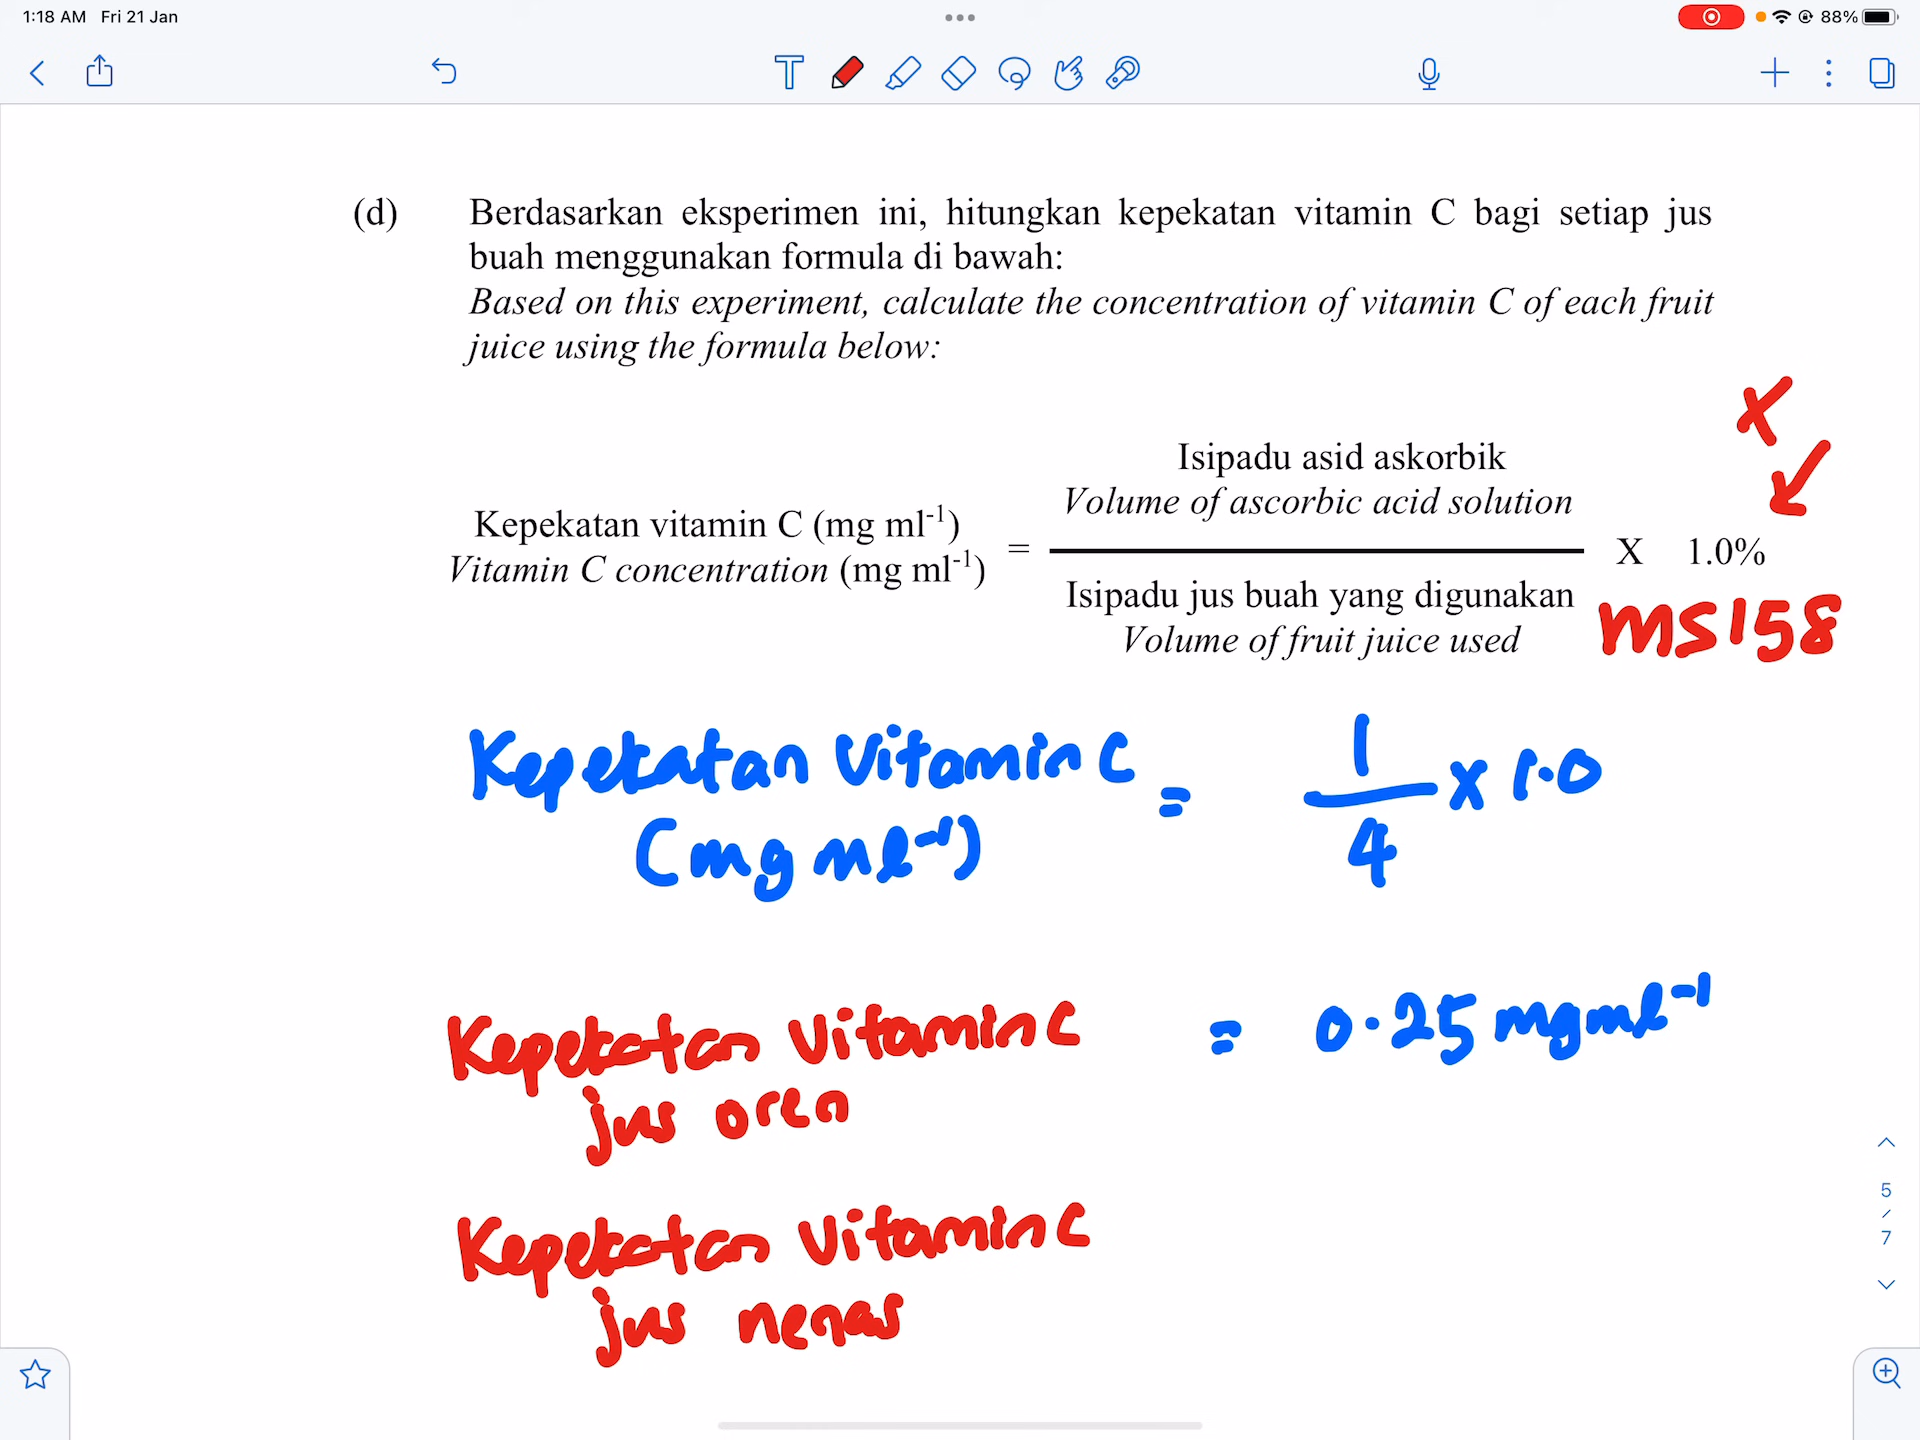 1:18 AM Fri 21 Jan
88%
(d) Berdasarkan eksperimen ini, hitungkan kepekatan vitamin C bagi setiap jus
buah menggunakan formula di bawah:
Based on this experiment, calculate the concentration of vitamin C of each fruit
juice using the formula below:
x
Isipadu asid askorbik
Volume of ascorbic acid solution
Kepekatan vitamin C (mg ml⁻¹)
Vitamin C concentration (mg ml⁻¹)
= X 1.0%
Isipadu jus buah yang digunakan
Volume of fruit juice used
ms158
Kepekatan Vitamin C
(mg ml⁻¹)
= 1/4 x 1.0
Kepekatan Vitamin C
jus oren
= 0.25 mg ml⁻¹
Kepekatan Vitamin C
jus nenas
5
/
7